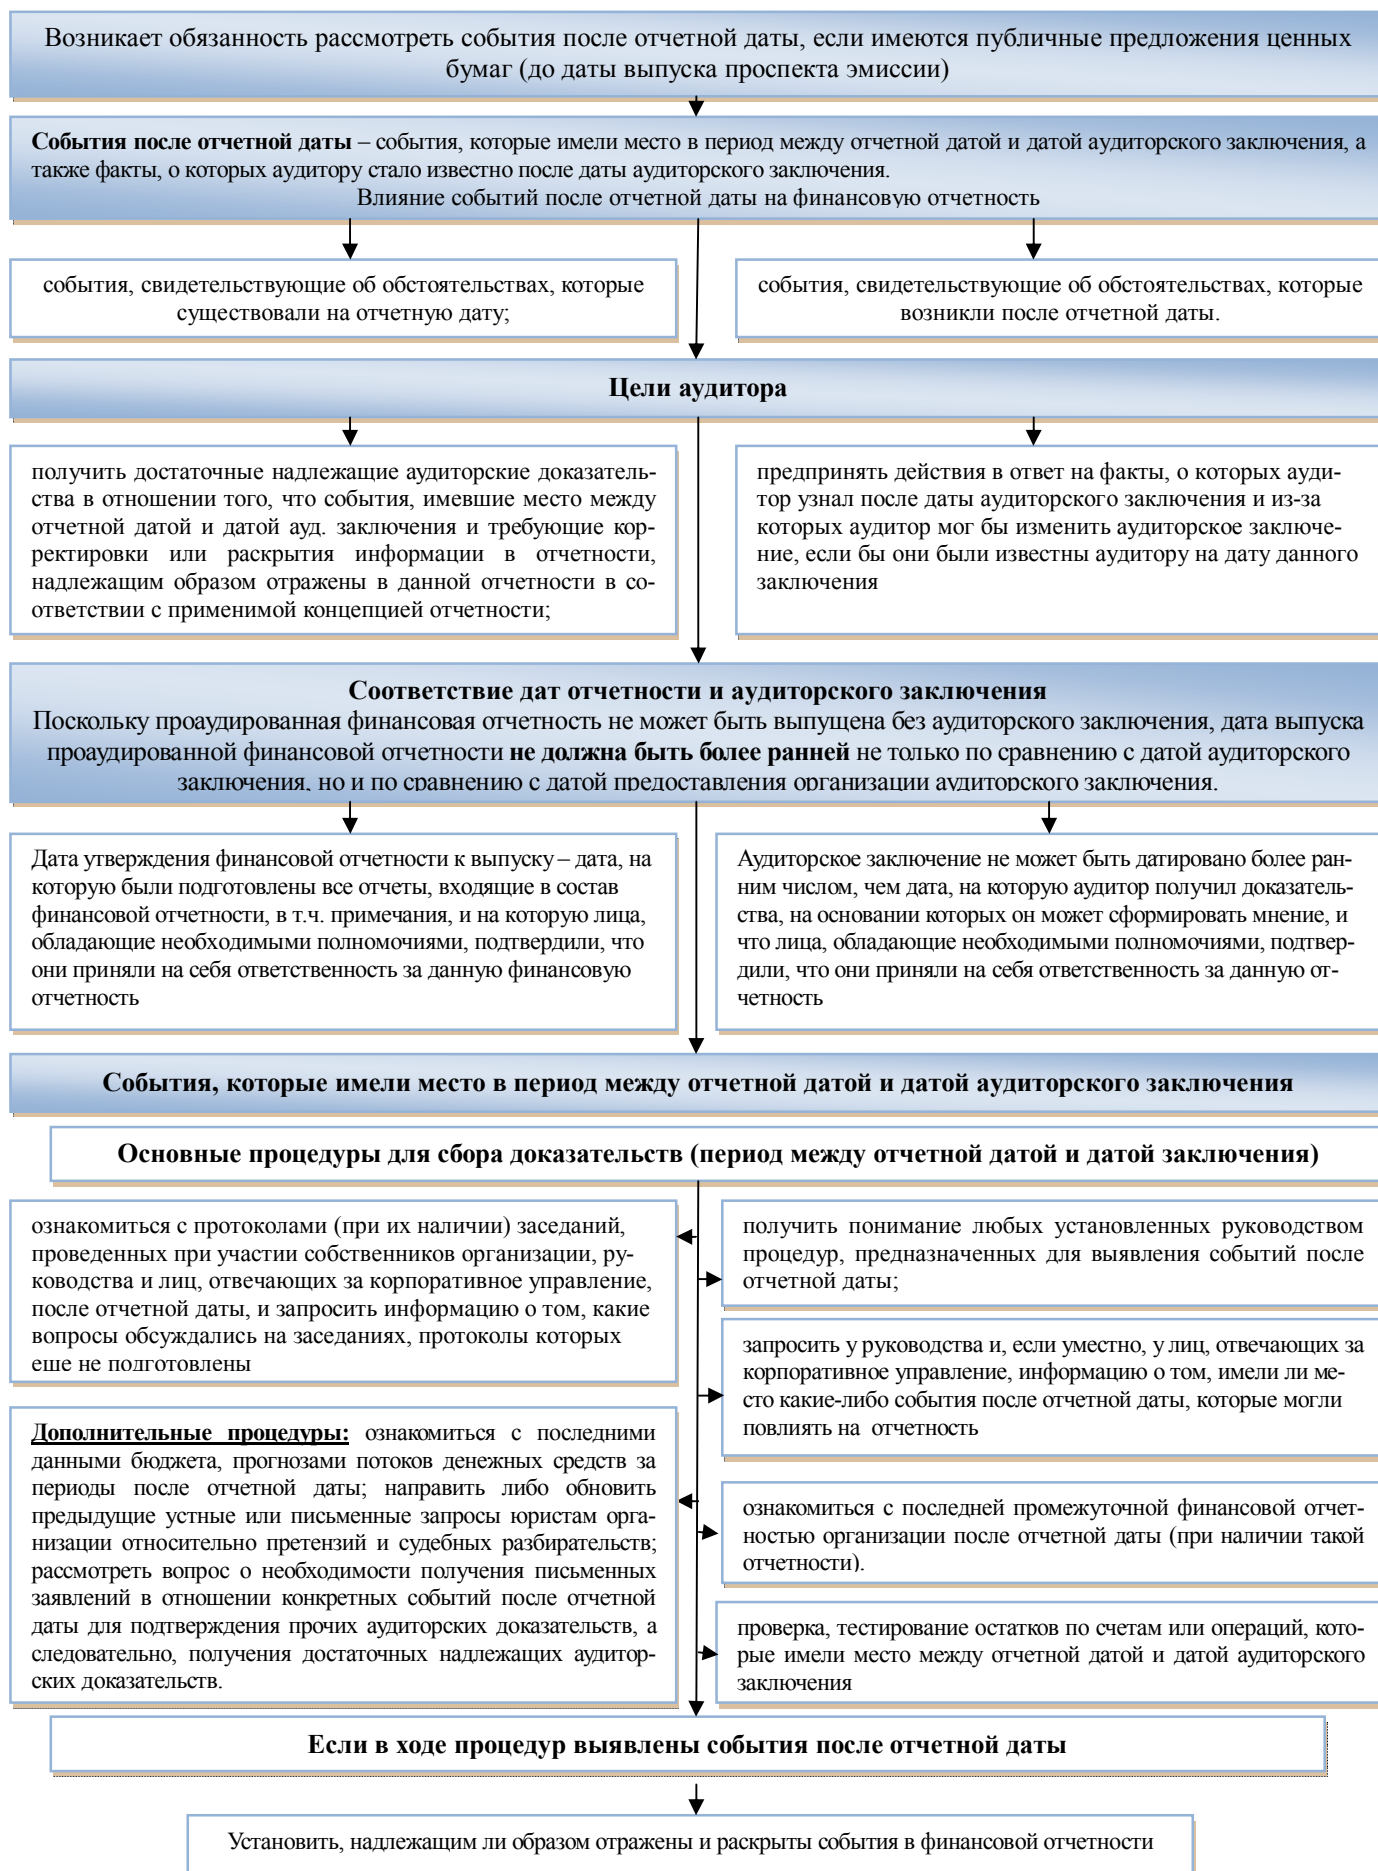 Возникает обязанность рассмотреть события после отчетной даты, если имеются публичные предложения ценных
бумаг (до даты выпуска проспекта эмиссии)
События после отчетной даты – события, которые имели место в период между отчетной датой и датой аудиторского заключения, а
также факты, о которых аудитору стало известно после даты аудиторского заключения.
Влияние событий после отчетной даты на финансовую отчетность
события, свидетельствующие об обстоятельствах, которые
существовали на отчетную дату;
события, свидетельствующие об обстоятельствах, которые
возникли после отчетной даты.
Цели аудитора
получить достаточные надлежащие аудиторские доказатель-
ства в отношении того, что события, имевшие место между
отчетной датой и датой ауд. заключения и требующие кор-
ректировки или раскрытия информации в отчетности,
надлежащим образом отражены в данной отчетности в со-
ответствии с применимой концепцией отчетности;
предпринять действия в ответ на факты, о которых ауди-
тор узнал после даты аудиторского заключения и из-за
которых аудитор мог бы изменить аудиторское заключе-
ние, если бы они были известны аудитору на дату данного
заключения
Соответствие дат отчетности и аудиторского заключения
Поскольку проаудированная финансовая отчетность не может быть выпущена без аудиторского заключения, дата выпуска
проаудированной финансовой отчетности не должна быть более ранней не только по сравнению с датой аудиторского
заключения, но и по сравнению с датой предоставления организации аудиторского заключения.
Дата утверждения финансовой отчетности к выпуску – дата, на
которую были подготовлены все отчеты, входящие в состав
финансовой отчетности, в т.ч. примечания, и на которую лица,
обладающие необходимыми полномочиями, подтвердили, что
они приняли на себя ответственность за данную финансовую
отчетность
Аудиторское заключение не может быть датировано более ран-
ним числом, чем дата, на которую аудитор получил доказатель-
ства, на основании которых он может сформировать мнение, и
что лица, обладающие необходимыми полномочиями, подтвер-
дили, что они приняли на себя ответственность за данную от-
четность
События, которые имели место в период между отчетной датой и датой аудиторского заключения
Основные процедуры для сбора доказательств (период между отчетной датой и датой заключения)
ознакомиться с протоколами (при их наличии) заседаний,
проведенных при участии собственников организации, ру-
ководства и лиц, отвечающих за корпоративное управление,
после отчетной даты, и запросить информацию о том, какие
вопросы обсуждались на заседаниях, протоколы которых
еще не подготовлены
получить понимание любых установленных руководством
процедур, предназначенных для выявления событий после
отчетной даты;
запросить у руководства и, если уместно, у лиц, отвечающих за
корпоративное управление, информацию о том, имели ли ме-
сто какие-либо события после отчетной даты, которые могли
повлиять на отчетность
Дополнительные процедуры: ознакомиться с последними
данными бюджета, прогнозами потоков денежных средств за
периоды после отчетной даты; направить либо обновить
предыдущие устные или письменные запросы юристам орга-
низации относительно претензий и судебных разбирательств;
рассмотреть вопрос о необходимости получения письменных
заявлений в отношении конкретных событий после отчетной
даты для подтверждения прочих аудиторских доказательств, а
следовательно, получения достаточных надлежащих аудитор-
ских доказательств.
ознакомиться с последней промежуточной финансовой отчет-
ностью организации после отчетной даты (при наличии такой
отчетности).
проверка, тестирование остатков по счетам или операций, кото-
рые имели место между отчетной датой и датой аудиторского
заключения
Если в ходе процедур выявлены события после отчетной даты
Установить, надлежащим ли образом отражены и раскрыты события в финансовой отчетности